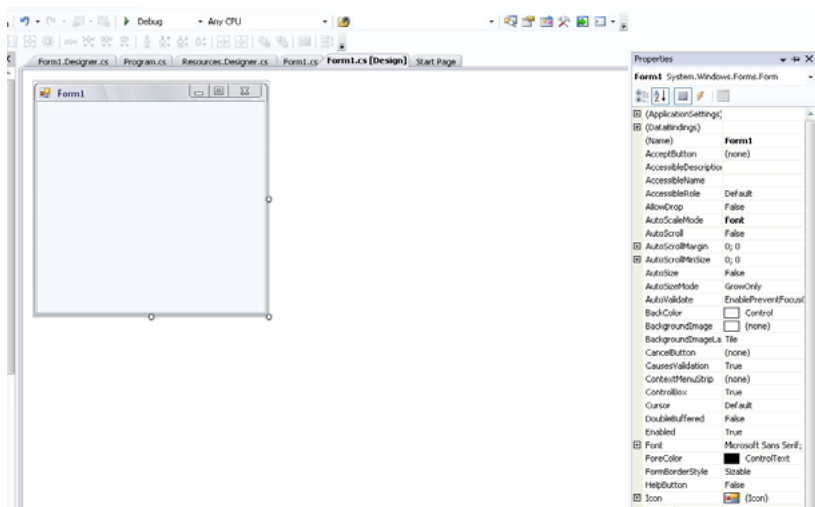 Debug Any CPU
Form1.Designer.cs Program.cs Resources.Designer.cs Form1.cs Form1.cs [Design] Start Page
Form1
Properties
Form1 System.Windows.Forms.Form
(ApplicationSettings)
(DataBindings)
(Name) Form1
AcceptButton (none)
AccessibleDescription
AccessibleName
AccessibleRole Default
AllowDrop False
AutoScaleMode Font
AutoScroll False
AutoScrollMargin 0; 0
AutoScrollMinSize 0; 0
AutoSize False
AutoSizeMode GrowOnly
AutoValidate EnablePreventFocusC
BackColor Control
BackgroundImage (none)
BackgroundImageLa Tile
CancelButton (none)
CausesValidation True
ContextMenuStrip (none)
ControlBox True
Cursor Default
DoubleBuffered False
Enabled True
Font Microsoft Sans Serif;
ForeColor ControlText
FormBorderStyle Sizable
HelpButton False
Icon (Icon)